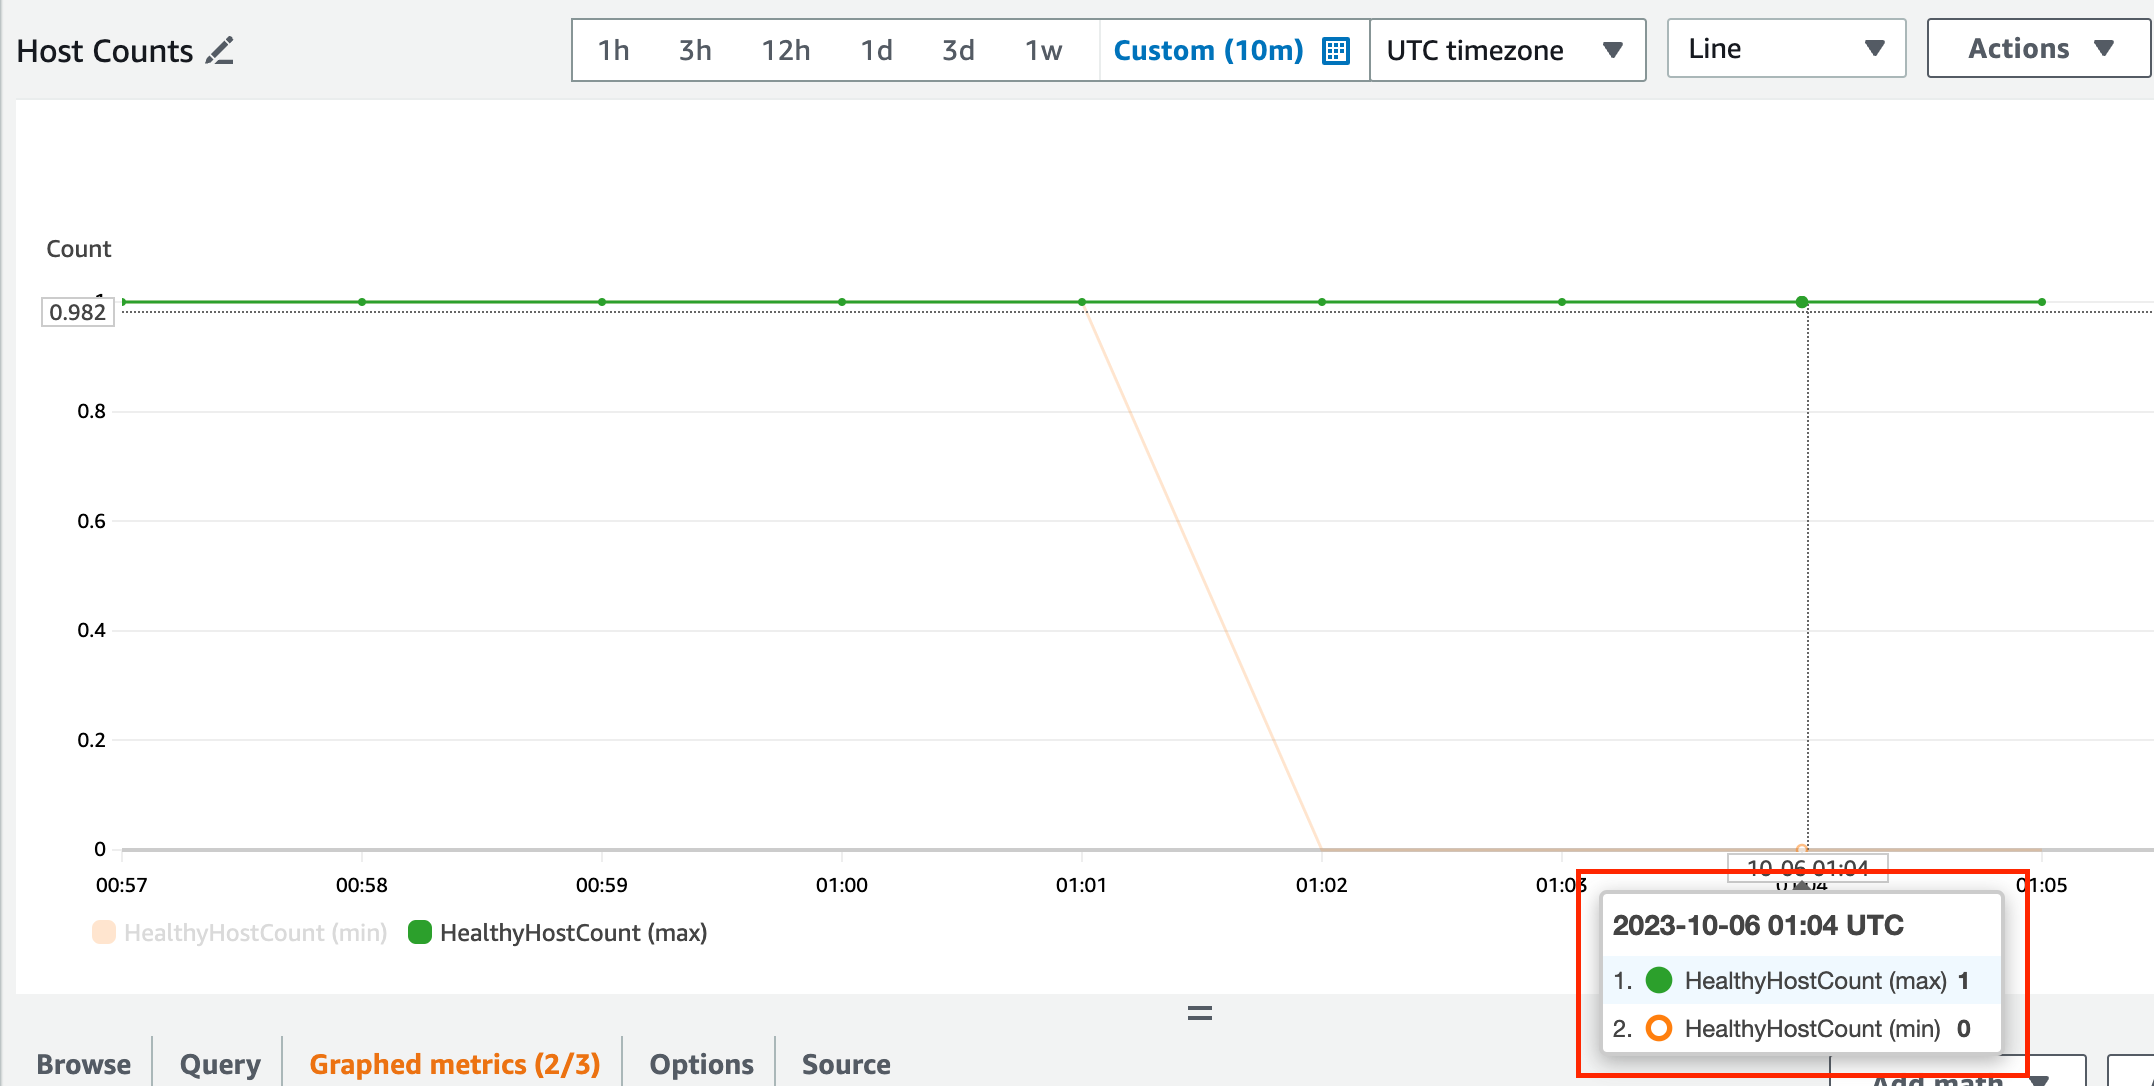 Host Counts
1h 3h 12h 1d 3d 1w Custom (10m) UTC timezone Line Actions
Count
1
0.982
0.8
0.6
0.4
0.2
0
10-06 01:04
00:57 00:58 00:59 01:00 01:01 01:02 01:03 01:04 01:05
HealthyHostCount (min) HealthyHostCount (max)
2023-10-06 01:04 UTC
1. HealthyHostCount (max) 1
2. HealthyHostCount (min) 0
Browse Query Graphed metrics (2/3) Options Source
Add math